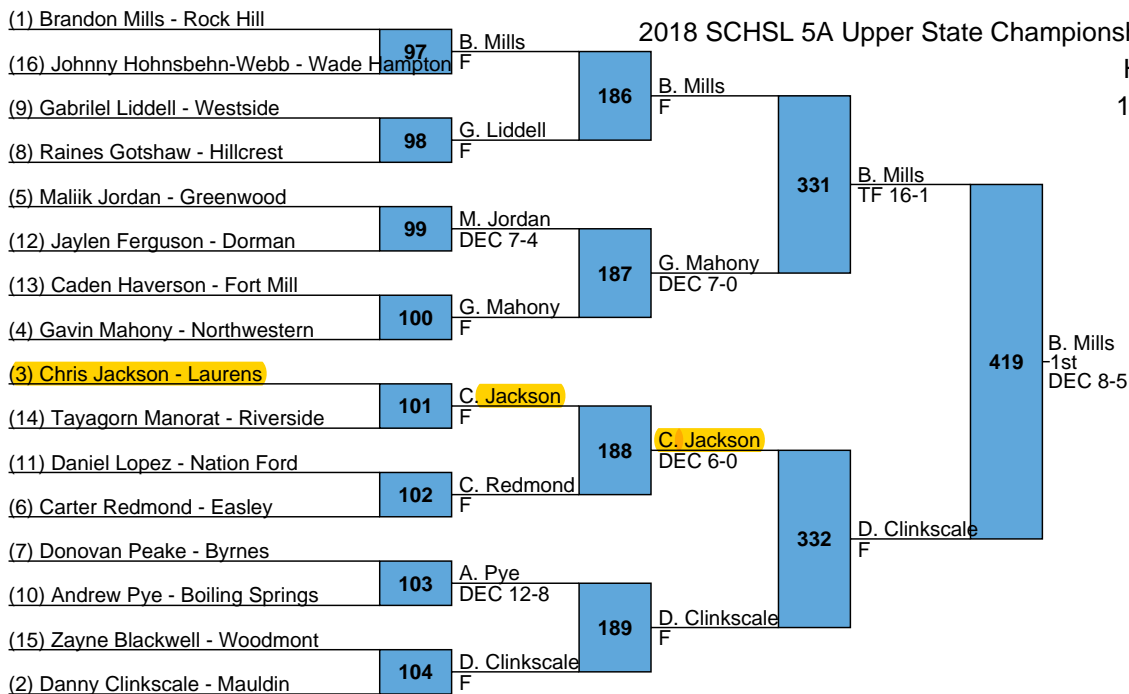 (1) Brandon Mills - Rock Hill
2018 SCHSL 5A Upper State Champions
97
B. Mills
F
(16) Johnny Hohnsbehn-Webb - Wade Hampton
186
B. Mills
F
(9) Gabrilel Liddell - Westside
98
G. Liddell
F
(8) Raines Gotshaw - Hillcrest
331
B. Mills
TF 16-1
(5) Maliik Jordan - Greenwood
99
M. Jordan
DEC 7-4
(12) Jaylen Ferguson - Dorman
187
G. Mahony
DEC 7-0
(13) Caden Haverson - Fort Mill
100
G. Mahony
F
(4) Gavin Mahony - Northwestern
419
B. Mills
1st
DEC 8-5
(3) Chris Jackson - Laurens
101
C. Jackson
F
(14) Tayagorn Manorat - Riverside
188
C. Jackson
DEC 6-0
(11) Daniel Lopez - Nation Ford
102
C. Redmond
F
(6) Carter Redmond - Easley
332
D. Clinkscale
F
(7) Donovan Peake - Byrnes
103
A. Pye
DEC 12-8
(10) Andrew Pye - Boiling Springs
189
D. Clinkscale
F
(15) Zayne Blackwell - Woodmont
104
D. Clinkscale
F
(2) Danny Clinkscale - Mauldin